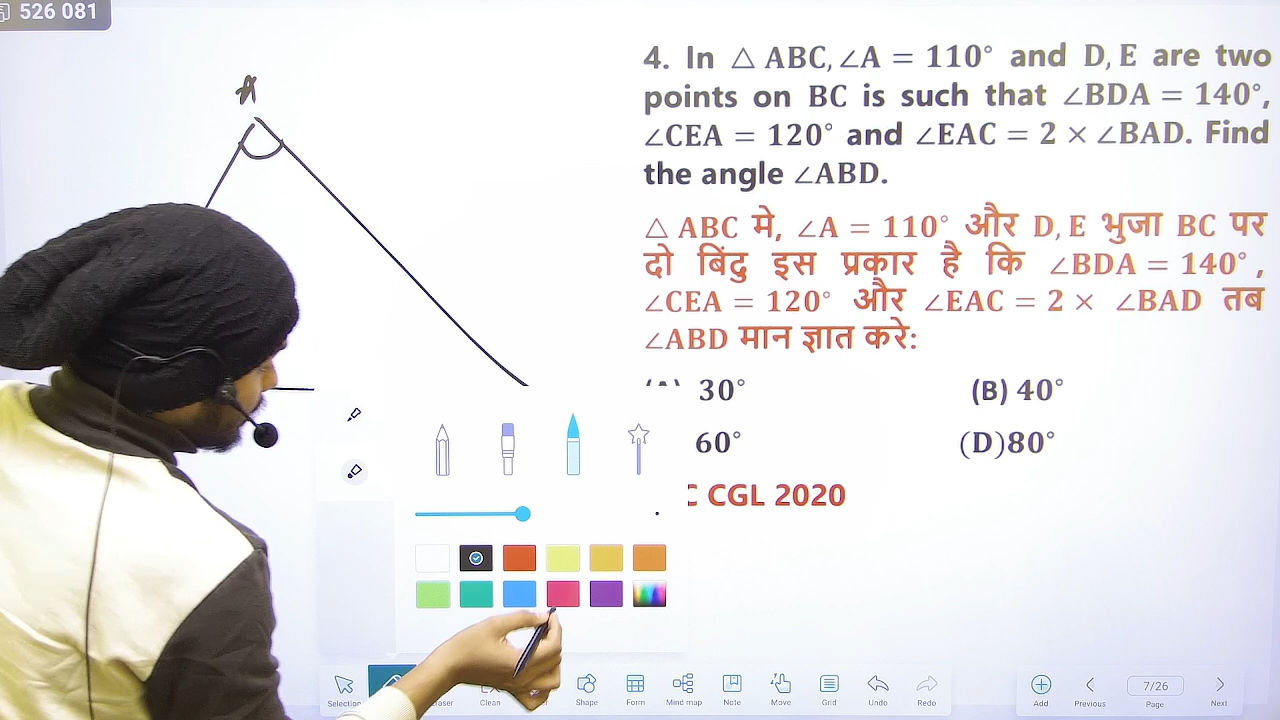 526 081
A
4. In △ ABC, ∠A = 110° and D, E are two
points on BC is such that ∠BDA = 140°,
∠CEA = 120° and ∠EAC = 2 × ∠BAD. Find
the angle ∠ABD.
△ ABC मे, ∠A = 110° और D, E भुजा BC पर
दो बिंदु इस प्रकार है कि ∠BDA = 140°,
∠CEA = 120° और ∠EAC = 2 × ∠BAD तब
∠ABD मान ज्ञात करे:
30° (B) 40°
60° (D)80°
CGL 2020
Selection Clean Shape Form Mind map Note Move Grid Undo Redo Add Previous 7/26 Page Next